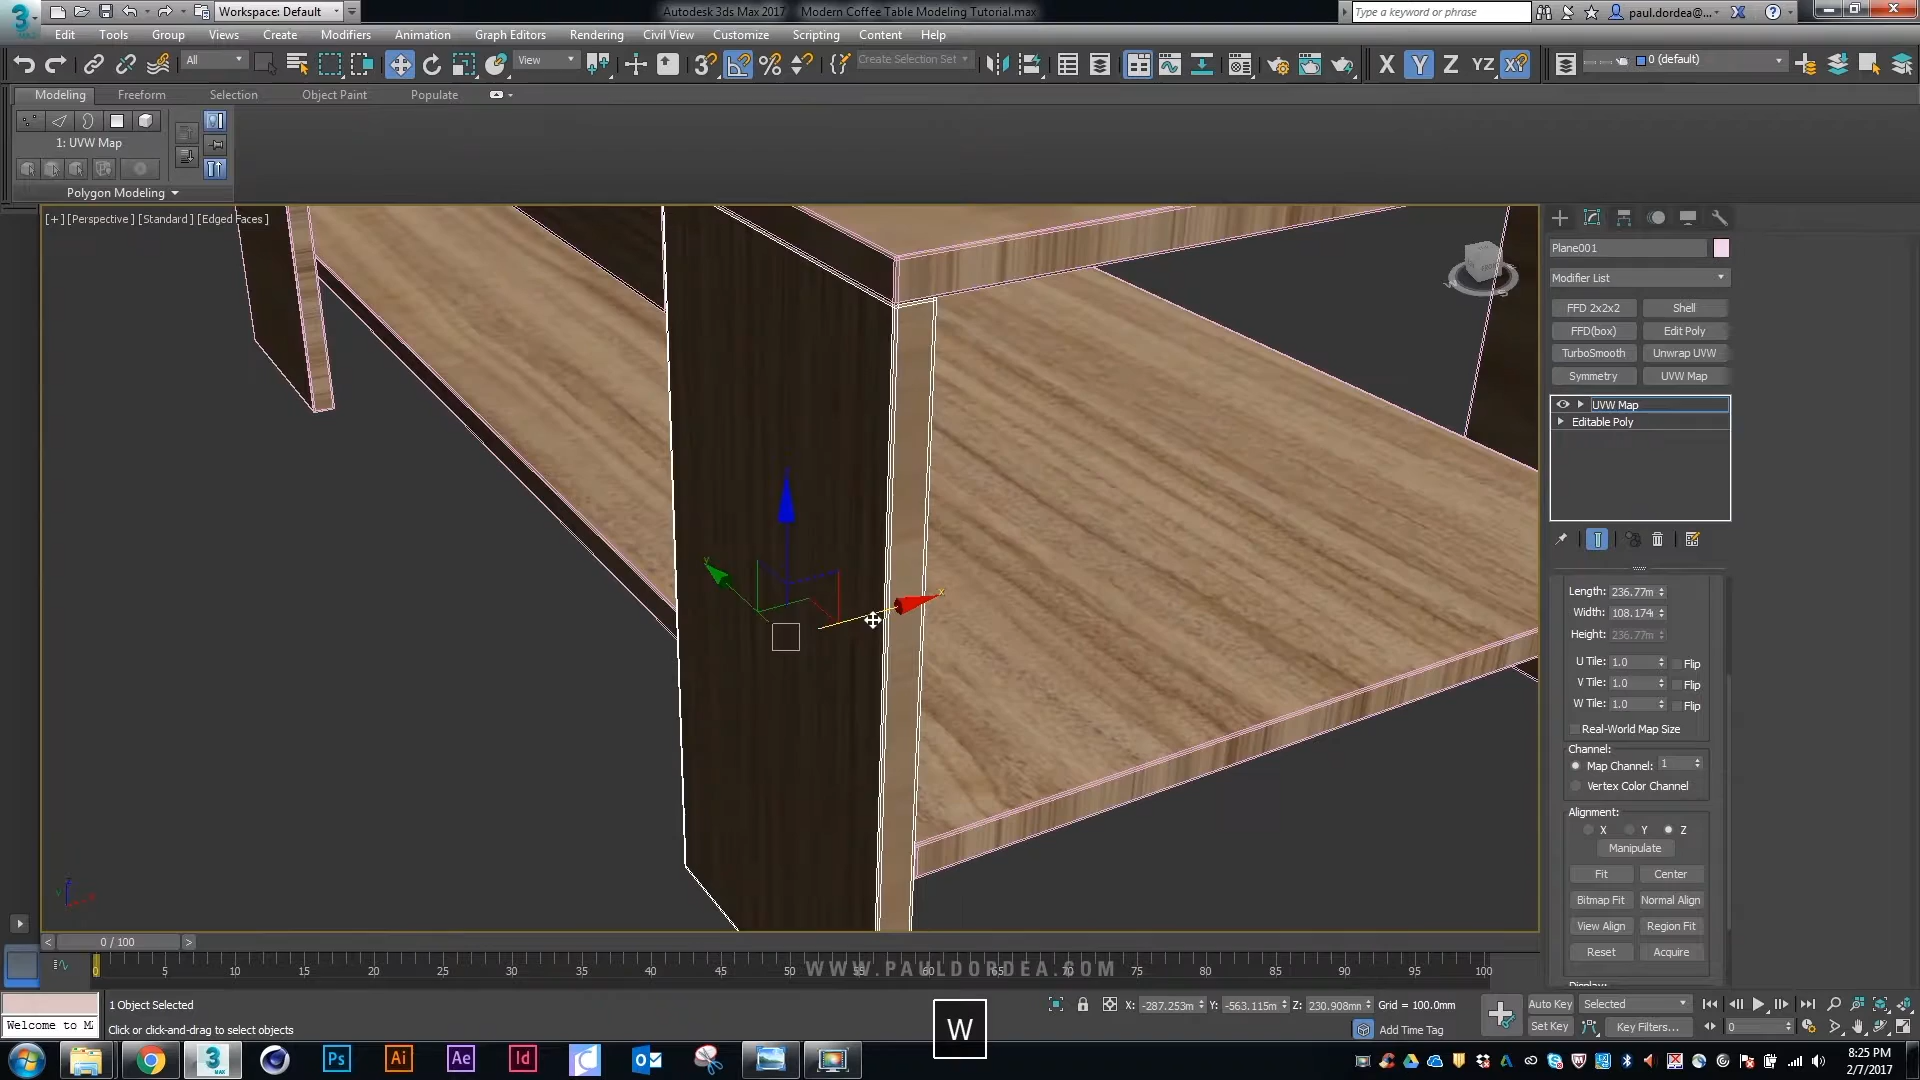 Workspace: Default
Autodesk 3ds Max 2017    Modern Coffee Table Modeling Tutorial.max
Type a keyword or phrase
paul.dordea@...
Edit Tools Group Views Create Modifiers Animation Graph Editors Rendering Civil View Customize Scripting Content Help
All
View
Create Selection Set
X Y Z YZ XY
0 (default)
Modeling Freeform Selection Object Paint Populate
1: UVW Map
Polygon Modeling
[+] [Perspective] [Standard] [Edged Faces]
Plane001
Modifier List
FFD 2x2x2 Shell
FFD(box) Edit Poly
TurboSmooth Unwrap UVW
Symmetry UVW Map
UVW Map
Editable Poly
Length: 236.77m
Width: 108.174
Height: 236.77m
U Tile: 1.0 Flip
V Tile: 1.0 Flip
W Tile: 1.0 Flip
Real-World Map Size
Channel:
Map Channel: 1
Vertex Color Channel
Alignment:
X Y Z
Manipulate
Fit Center
Bitmap Fit Normal Align
View Align Region Fit
Reset Acquire
x
y
< 0 / 100 >
0 5 10 15 20 25 30 35 40 45 50 55 60 65 70 75 80 85 90 95 100
WWW.PAULDORDEA.COM
1 Object Selected
X: -287.253m Y: -563.115m Z: 230.908mm Grid = 100.0mm
Auto Key Selected
Welcome to M
Click or click-and-drag to select objects
W
Add Time Tag
Set Key Key Filters... 0
3 MAX Ps Ai Ae Id
8:25 PM
2/7/2017